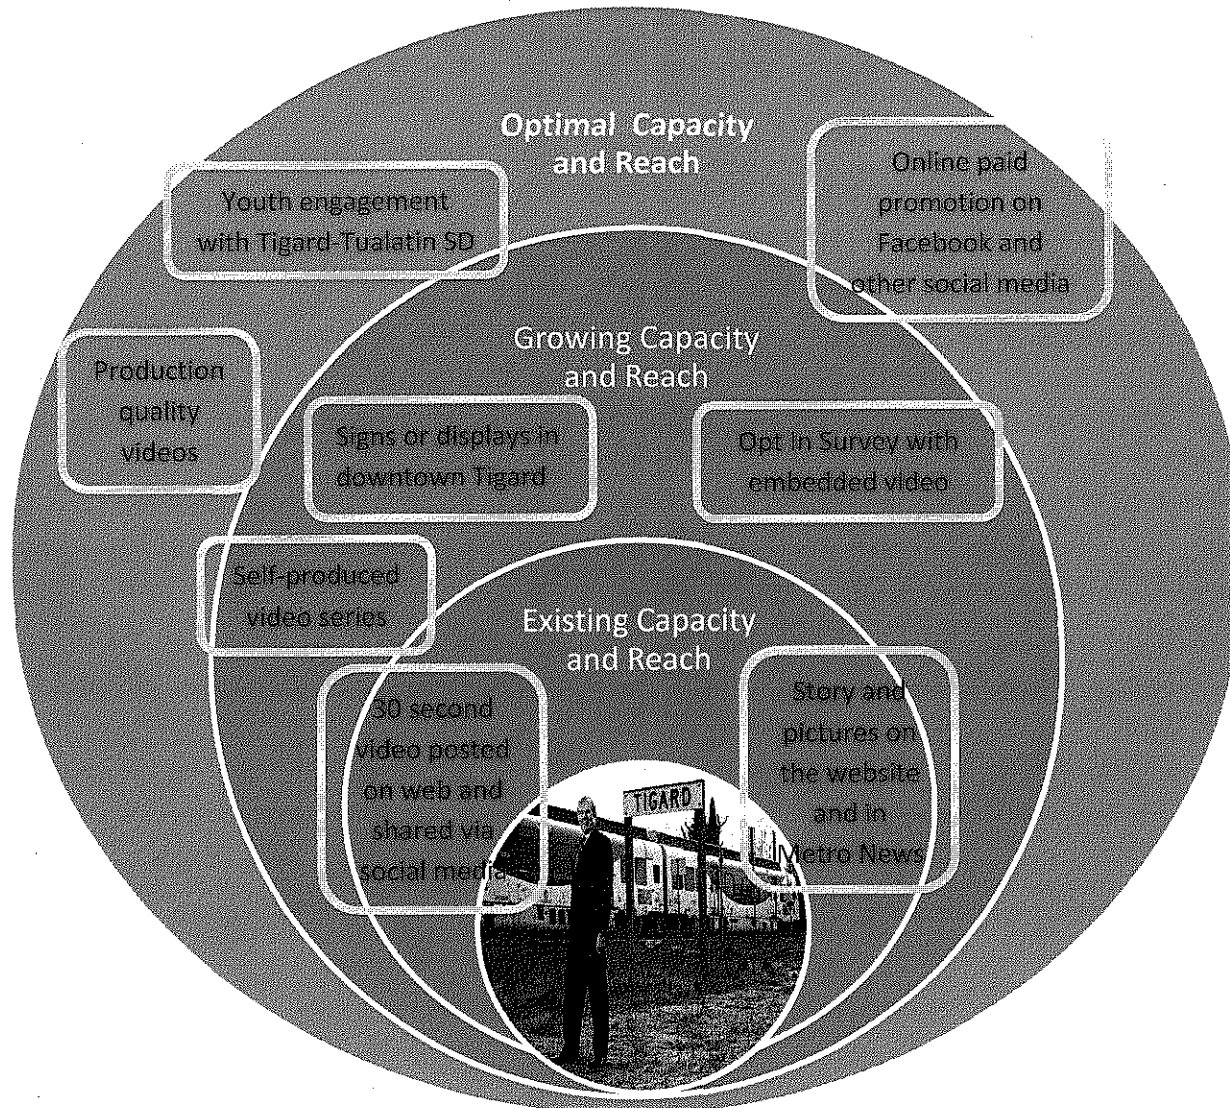 Optimal Capacity
and Reach
Youth engagement
with Tigard-Tualatin SD
Online paid
promotion on
Facebook and
other social media
Production
quality
videos
Growing Capacity
and Reach
Signs or displays in
downtown Tigard
Opt in Survey with
embedded video
Self-produced
video series
Existing Capacity
and Reach
30 second
video posted
on web and
shared via
social media
Story and
pictures on
the website
and in
Metro News
TIGARD